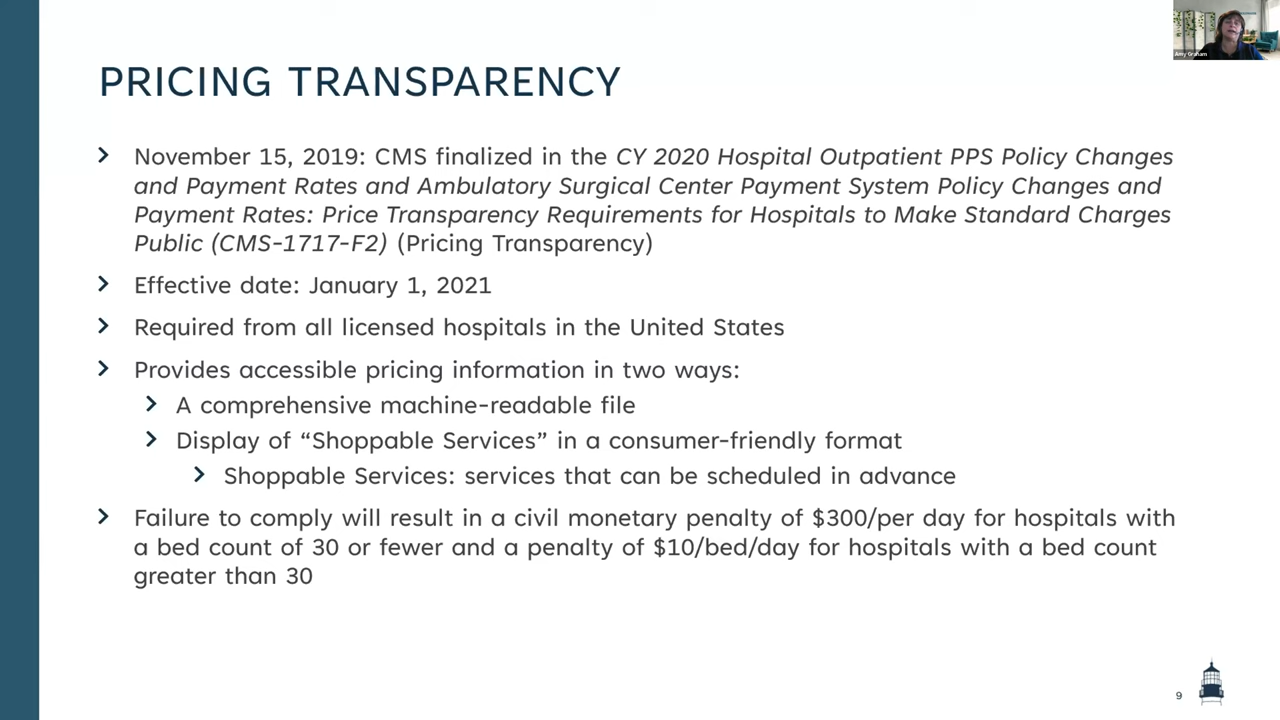 Amy Graham
PRICING TRANSPARENCY
November 15, 2019: CMS finalized in the CY 2020 Hospital Outpatient PPS Policy Changes
and Payment Rates and Ambulatory Surgical Center Payment System Policy Changes and
Payment Rates: Price Transparency Requirements for Hospitals to Make Standard Charges
Public (CMS-1717-F2) (Pricing Transparency)
Effective date: January 1, 2021
Required from all licensed hospitals in the United States
Provides accessible pricing information in two ways:
A comprehensive machine-readable file
Display of “Shoppable Services” in a consumer-friendly format
Shoppable Services: services that can be scheduled in advance
Failure to comply will result in a civil monetary penalty of $300/per day for hospitals with
a bed count of 30 or fewer and a penalty of $10/bed/day for hospitals with a bed count
greater than 30
9